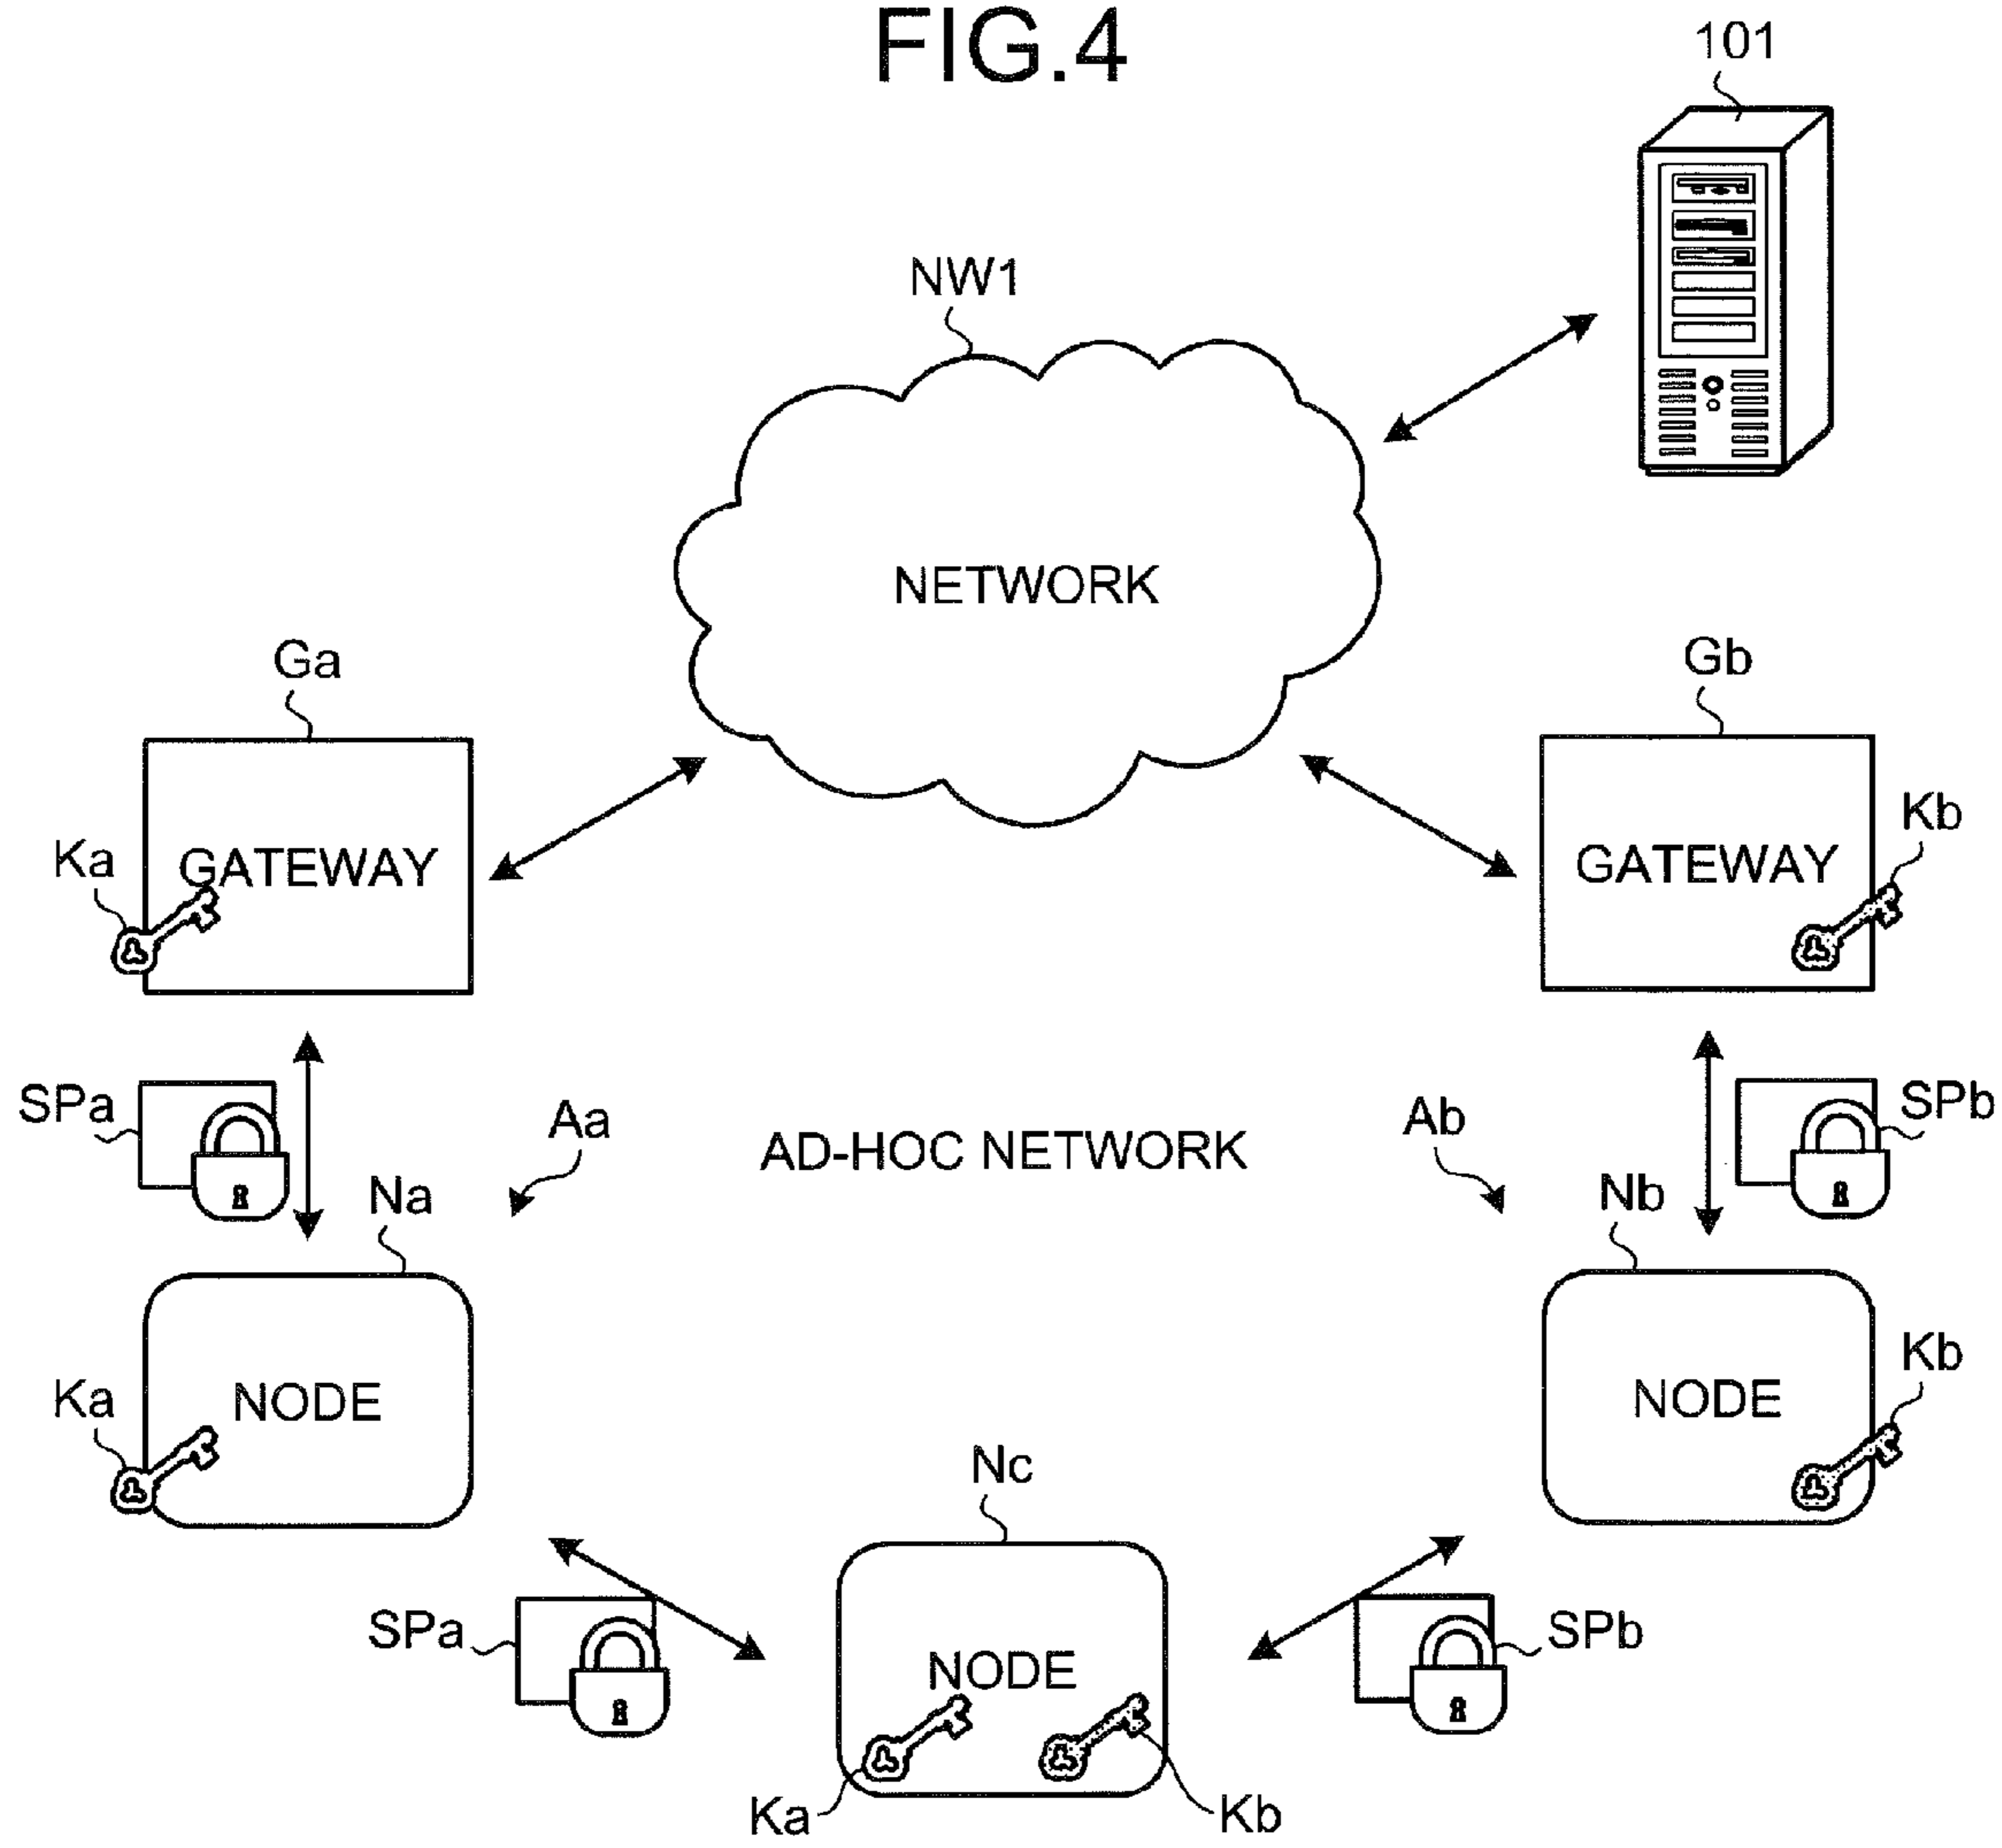 FIG.4
101
NW1
NETWORK
Ga
Gb
Ka
GATEWAY
GATEWAY
Kb
SPa
Aa
AD-HOC NETWORK
Ab
SPb
Na
Nb
Ka
NODE
NODE
Kb
Nc
SPa
NODE
SPb
Ka
Kb